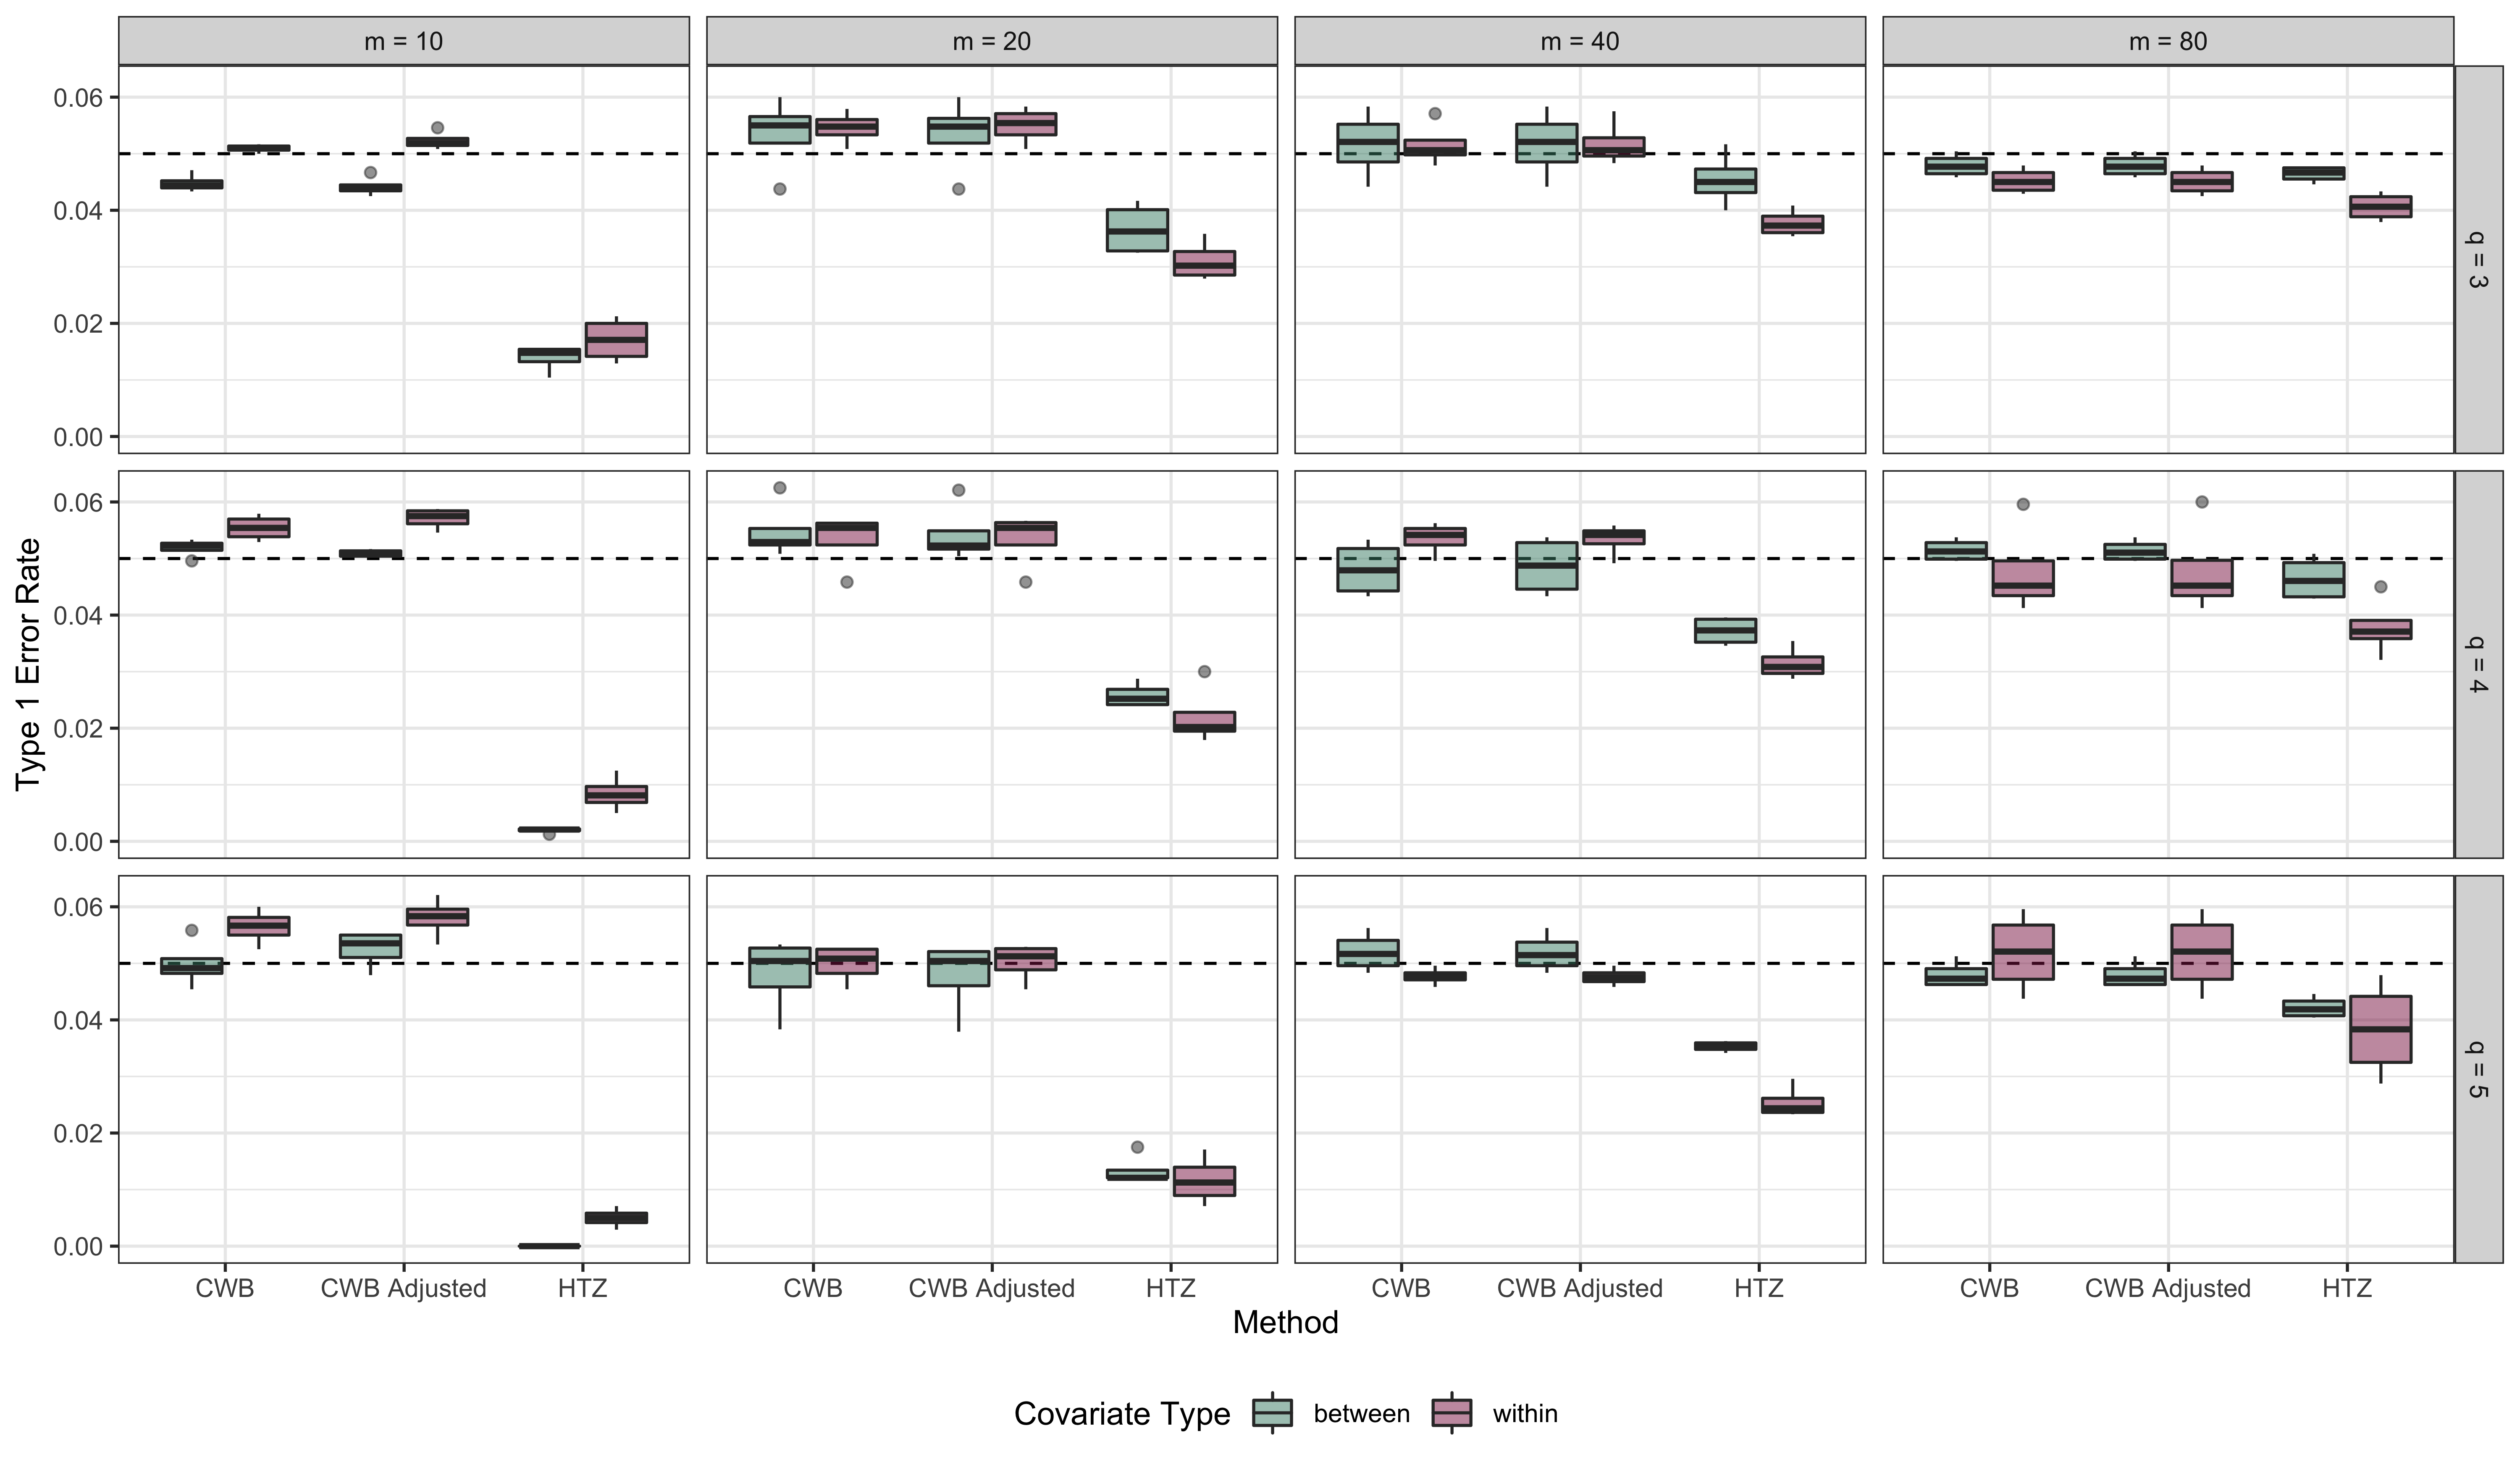 m = 10
m = 20
m = 40
m = 80
0.06
0.04
0.02
0.00
q = 3
0.06
0.04
0.02
0.00
q = 4
0.06
0.04
0.02
0.00
q = 5
Type 1 Error Rate
CWB
CWB Adjusted
HTZ
CWB
CWB Adjusted
HTZ
CWB
CWB Adjusted
HTZ
CWB
CWB Adjusted
HTZ
Method
Covariate Type
between
within